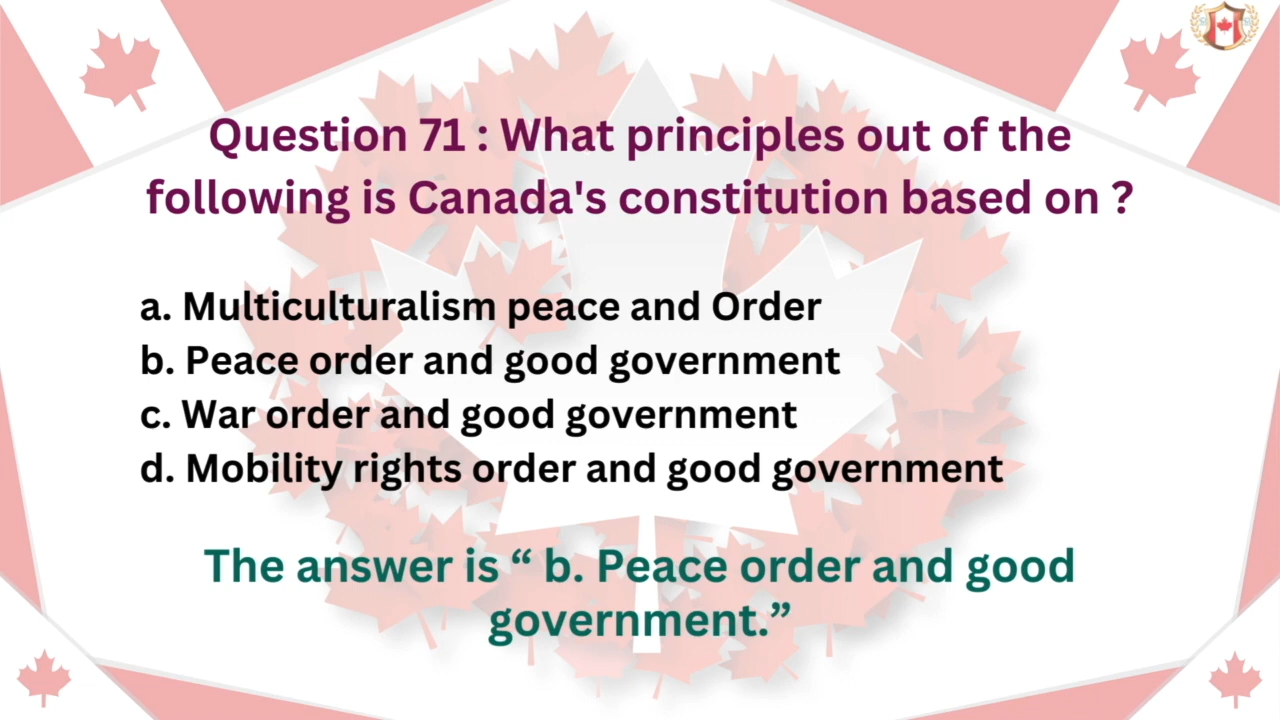 Question 71 : What principles out of the
following is Canada's constitution based on ?
a. Multiculturalism peace and Order
b. Peace order and good government
c. War order and good government
d. Mobility rights order and good government
The answer is “ b. Peace order and good
government.”